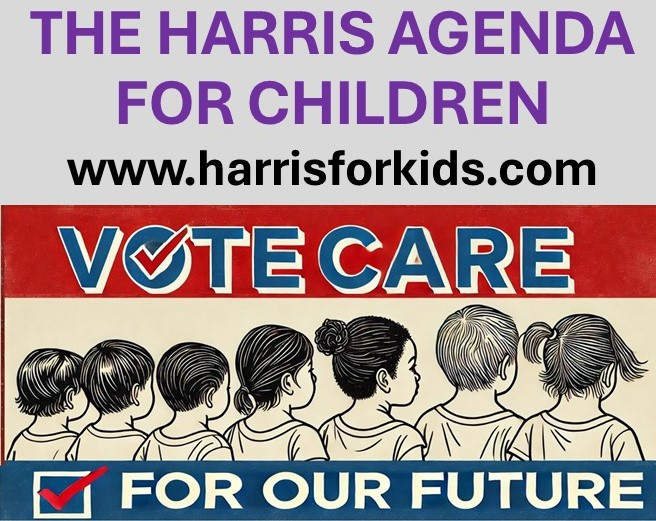 THE HARRIS AGENDA
FOR CHILDREN
www.harrisforkids.com
VOTE CARE
FOR OUR FUTURE